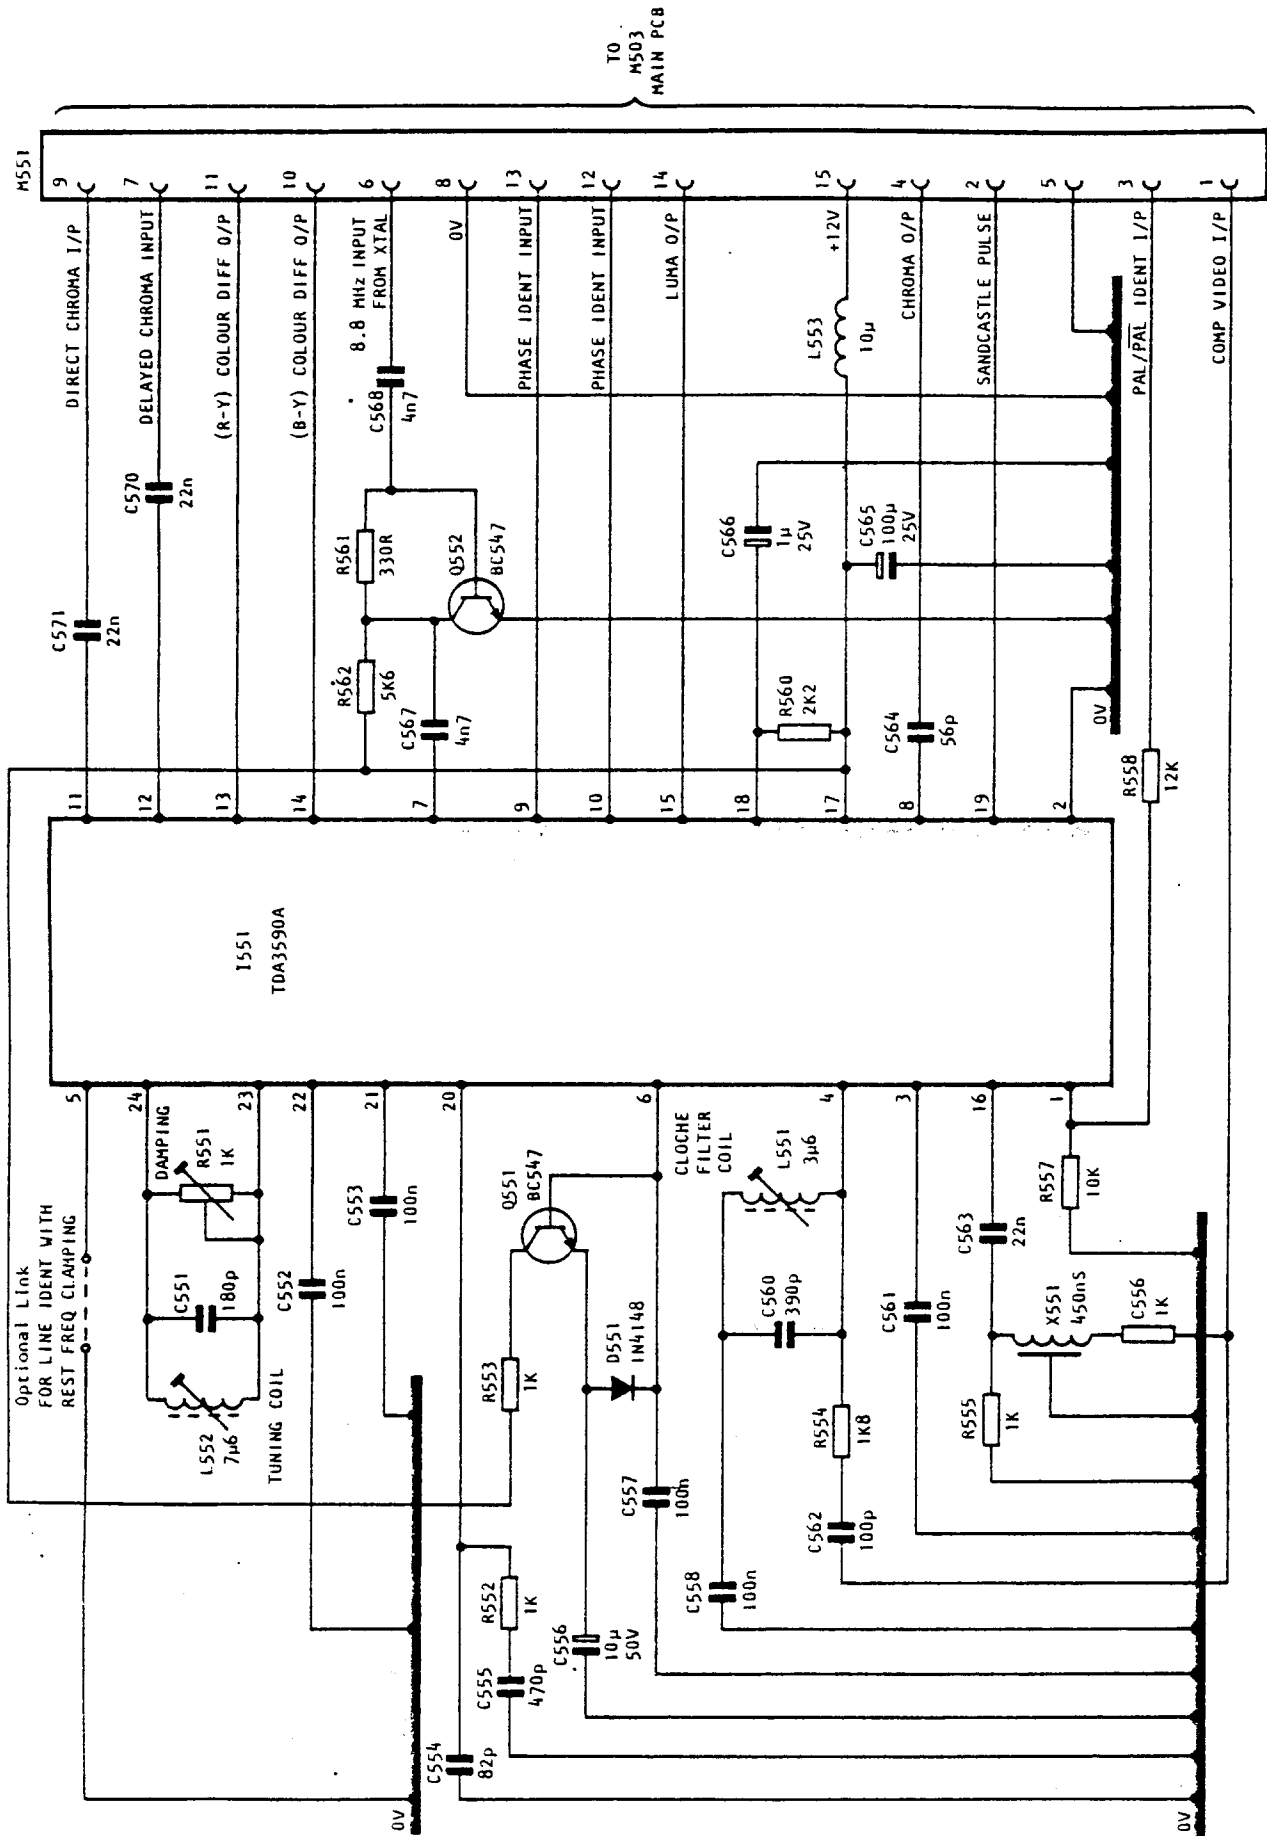 TO
M503
MAIN PCB
M551
9
DIRECT CHROMA I/P
7
DELAYED CHROMA INPUT
11
(R-Y) COLOUR DIFF O/P
10
(B-Y) COLOUR DIFF O/P
6
8.8 MHz INPUT
FROM XTAL
8
0V
13
PHASE IDENT INPUT
12
PHASE IDENT INPUT
14
LUMA O/P
15
+12V
4
CHROMA O/P
2
SANDCASTLE PULSE
5
3
PAL/PAL IDENT I/P
1
COMP VIDEO I/P
C571
22n
C570
22n
C568
4n7
R561
330R
Q552
BC547
R562
5K6
C567
4n7
L553
10µ
C566
1µ
25V
C565
100µ
25V
R560
2K2
C564
56p
0V
R558
12K
11
12
13
14
7
9
10
15
18
17
8
19
2
I551
TDA3590A
5
24
23
22
21
20
6
4
3
16
1
Optional Link
FOR LINE IDENT WITH
REST FREQ CLAMPING
DAMPING
R551
1K
C551
180p
L552
7µ6
TUNING COIL
C552
100n
C553
100n
0V
Q551
BC547
R553
1K
D551
1N4148
C557
100n
R552
1K
C555
470p
C556
10µ
50V
C554
82p
CLOCHE
FILTER
COIL
L551
3µ6
C560
390p
R554
1K8
C562
100p
C558
100n
C561
100n
C563
22n
R557
10K
X551
450nS
C556
1K
R555
1K
0V